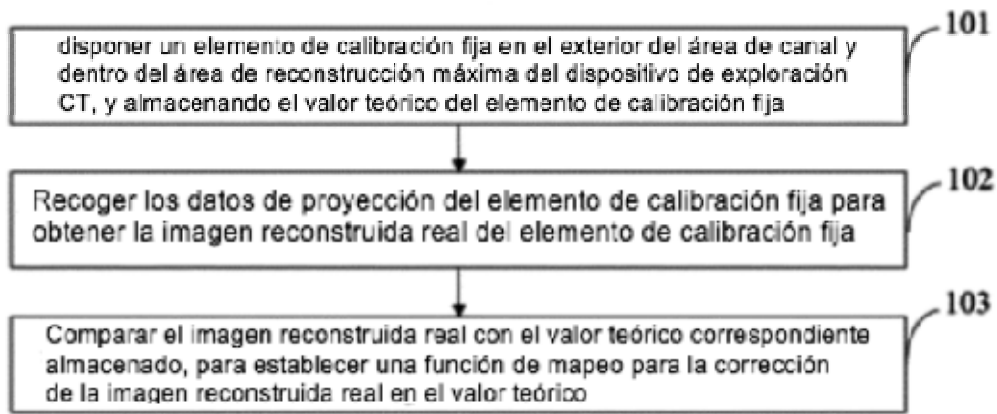 101
disponer un elemento de calibración fija en el exterior del área de canal y
dentro del área de reconstrucción máxima del dispositivo de exploración
CT, y almacenando el valor teórico del elemento de calibración fija
102
Recoger los datos de proyección del elemento de calibración fija para
obtener la imagen reconstruida real del elemento de calibración fija
103
Comparar el imagen reconstruida real con el valor teórico correspondiente
almacenado, para establecer una función de mapeo para la corrección
de la imagen reconstruida real en el valor teórico